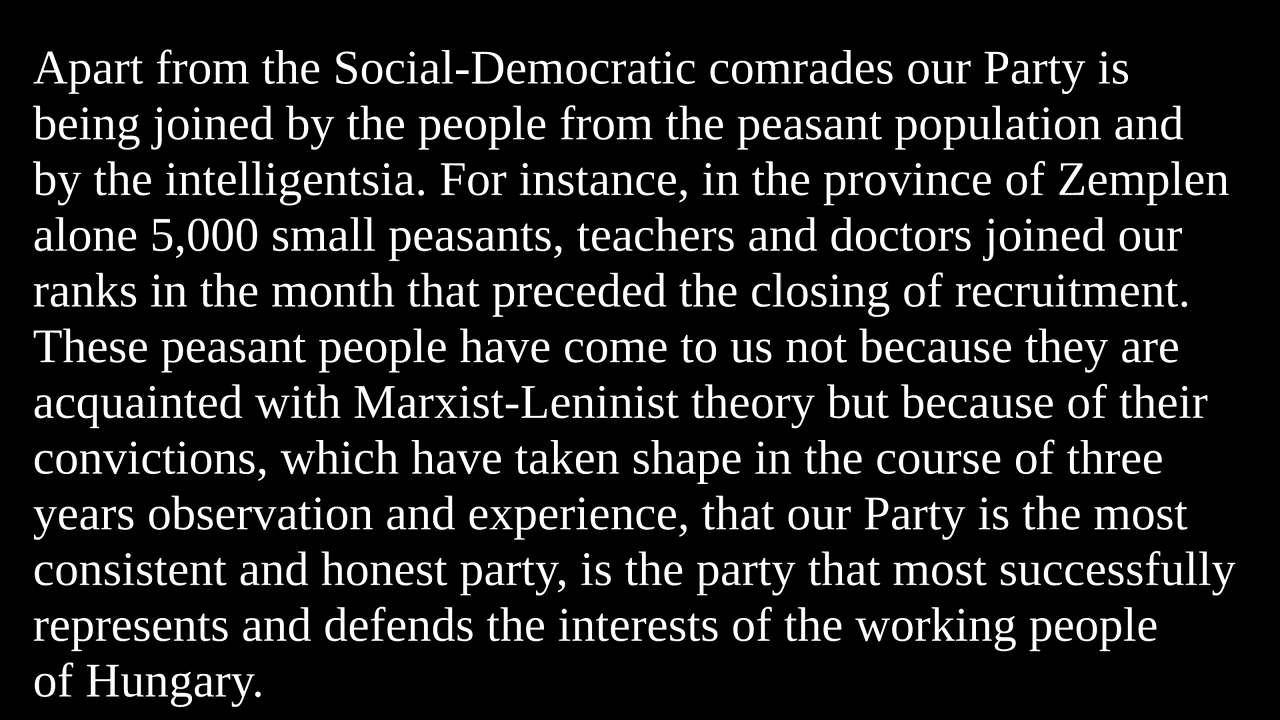 Apart from the Social-Democratic comrades our Party is
being joined by the people from the peasant population and
by the intelligentsia. For instance, in the province of Zemplen
alone 5,000 small peasants, teachers and doctors joined our
ranks in the month that preceded the closing of recruitment.
These peasant people have come to us not because they are
acquainted with Marxist-Leninist theory but because of their
convictions, which have taken shape in the course of three
years observation and experience, that our Party is the most
consistent and honest party, is the party that most successfully
represents and defends the interests of the working people
of Hungary.